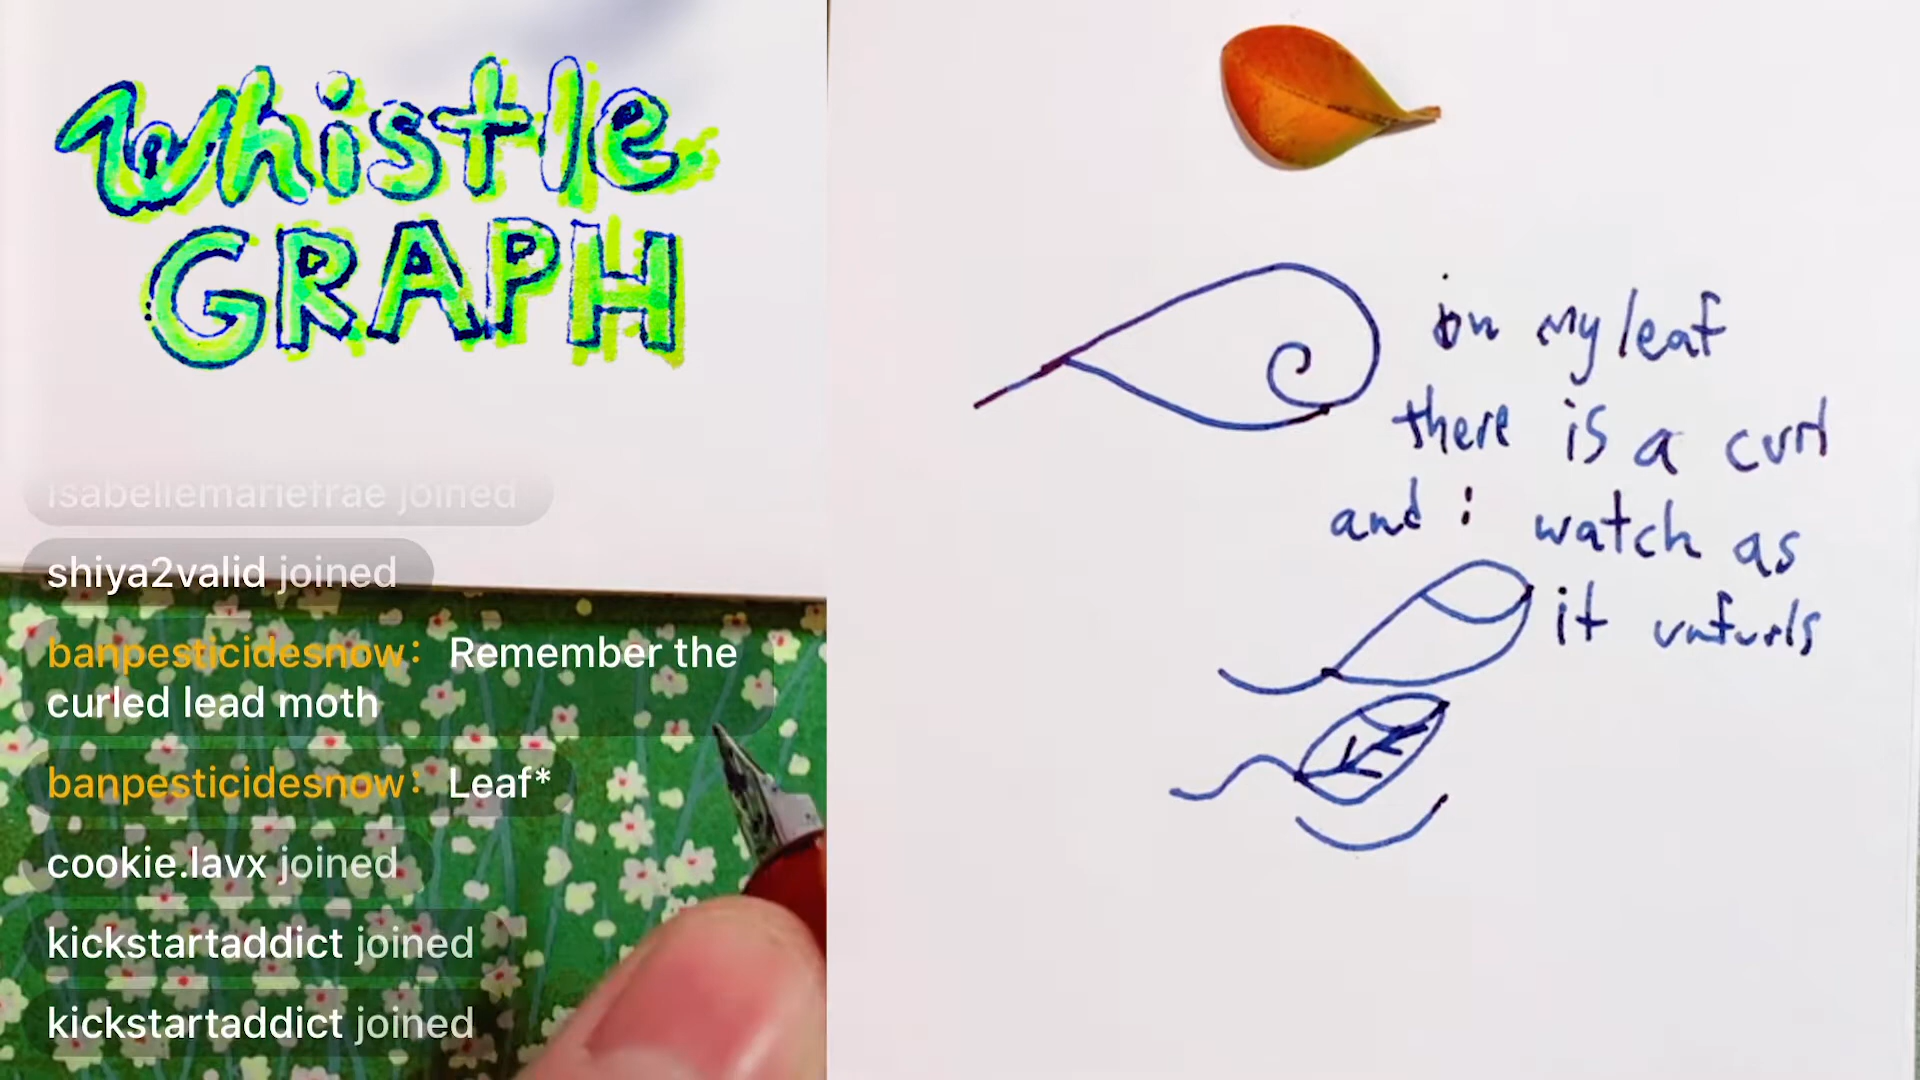 Whistle
GRAPH
isabellemariefrae joined
shiya2valid joined
banpesticidesnow: Remember the
curled lead moth
banpesticidesnow: Leaf*
cookie.lavx joined
kickstartaddict joined
kickstartaddict joined
on my leaf
there is a curl
and i watch as
it unfurls